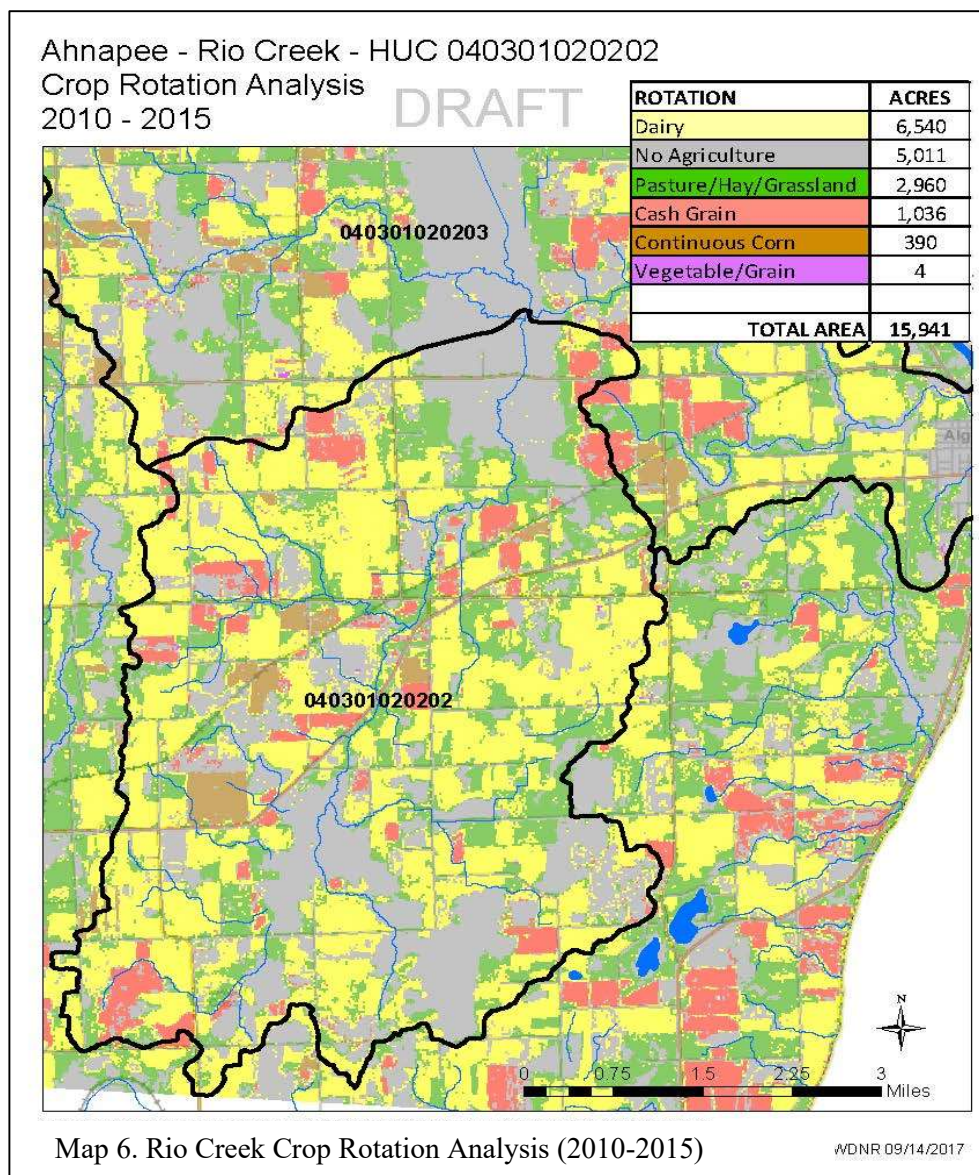 Ahnapee - Rio Creek - HUC 040301020202
Crop Rotation Analysis
2010 - 2015
DRAFT
ROTATION ACRES
Dairy 6,540
No Agriculture 5,011
Pasture/Hay/Grassland 2,960
Cash Grain 1,036
Continuous Corn 390
Vegetable/Grain 4
TOTAL AREA 15,941
040301020203
Alg
040301020202
N
0 0.75 1.5 2.25 3
Miles
Map 6. Rio Creek Crop Rotation Analysis (2010-2015)
WDNR 09/14/2017